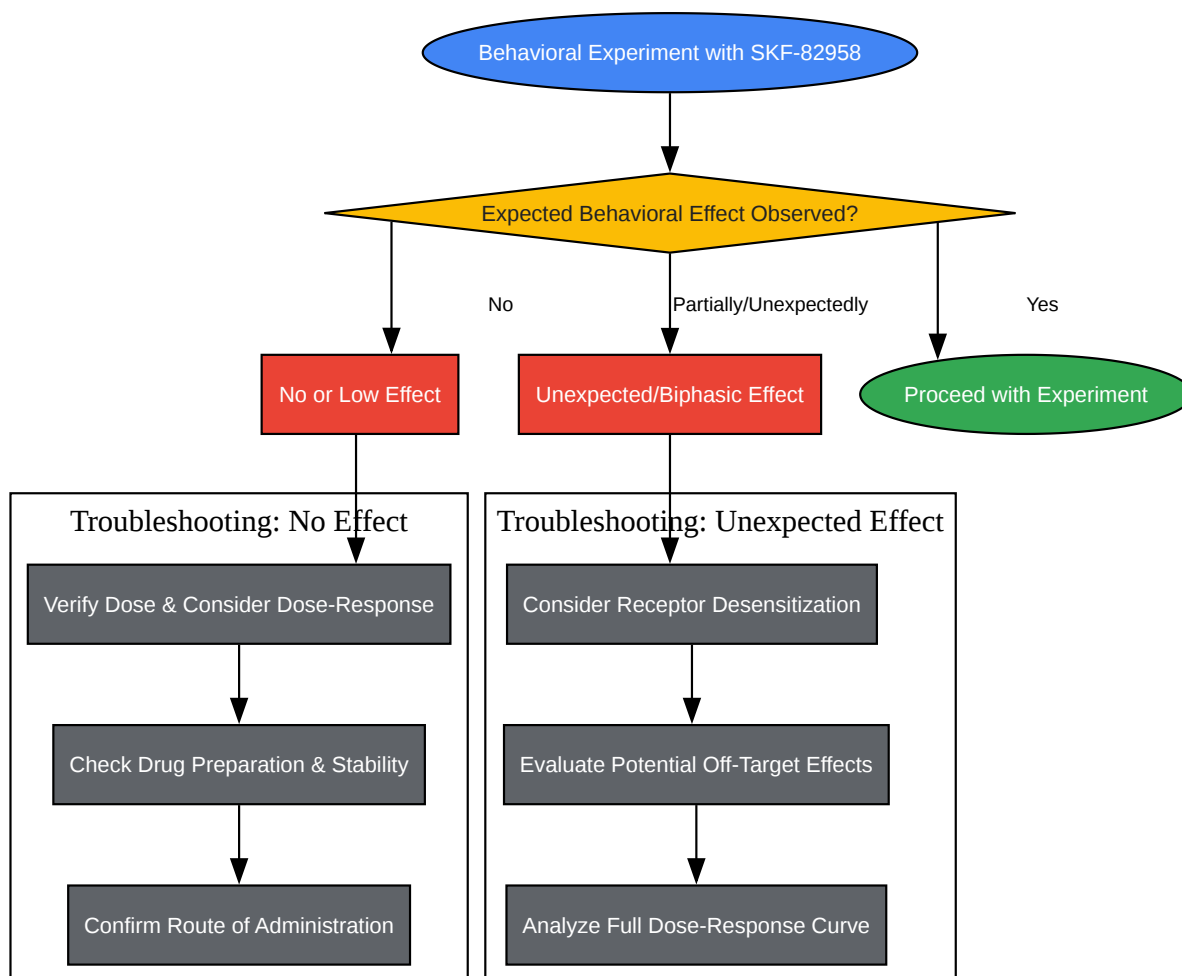 Behavioral Experiment with SKF-82958
Expected Behavioral Effect Observed?
No
Partially/Unexpectedly
Yes
No or Low Effect
Unexpected/Biphasic Effect
Proceed with Experiment
Troubleshooting: No Effect
Troubleshooting: Unexpected Effect
Verify Dose & Consider Dose-Response
Consider Receptor Desensitization
Check Drug Preparation & Stability
Evaluate Potential Off-Target Effects
Confirm Route of Administration
Analyze Full Dose-Response Curve